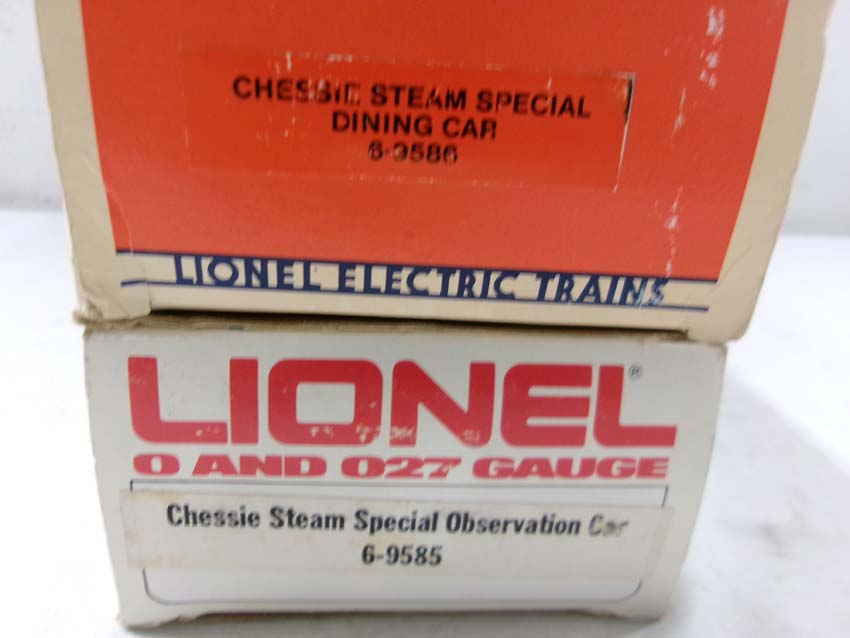 CHESSIE STEAM SPECIAL
DINING CAR
6-9586
LIONEL ELECTRIC TRAINS
LIONEL®
O AND O27 GAUGE
Chessie Steam Special Observation Car
6-9585